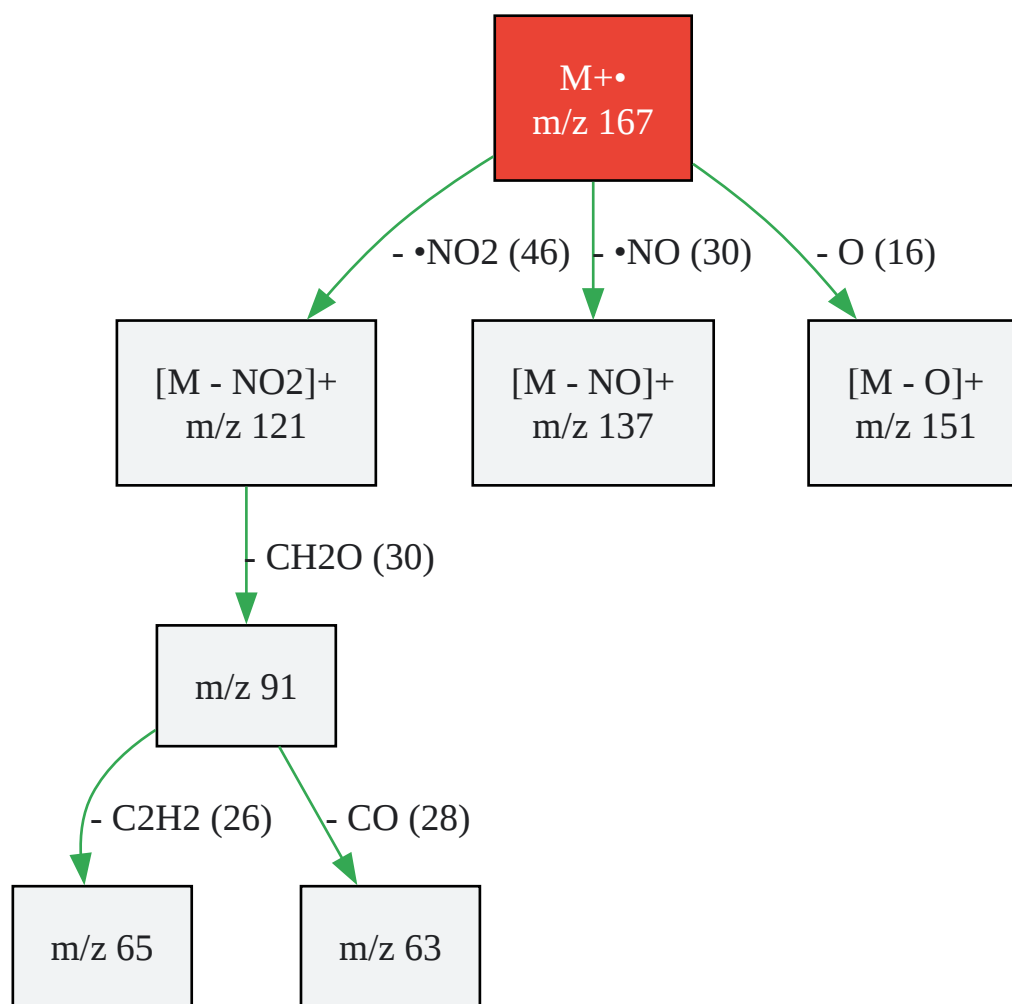 M+•
m/z 167
- •NO2 (46)
- •NO (30)
- O (16)
[M - NO2]+
m/z 121
[M - NO]+
m/z 137
[M - O]+
m/z 151
- CH2O (30)
m/z 91
- C2H2 (26)
- CO (28)
m/z 65
m/z 63